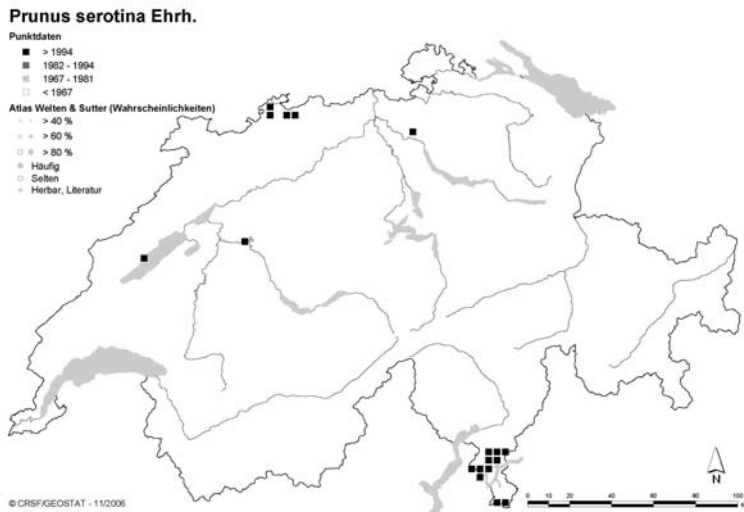 Prunus serotina Ehrh.
Punktdaten
> 1994
1982 - 1994
1967 - 1981
< 1967
Atlas Welten & Sutter (Wahrscheinlichkeiten)
> 40 %
> 60 %
> 80 %
Häufig
Selten
Herbar, Literatur
N
0 10 20 40 60 80 100
© CRSF/GEOSTAT - 11/2006